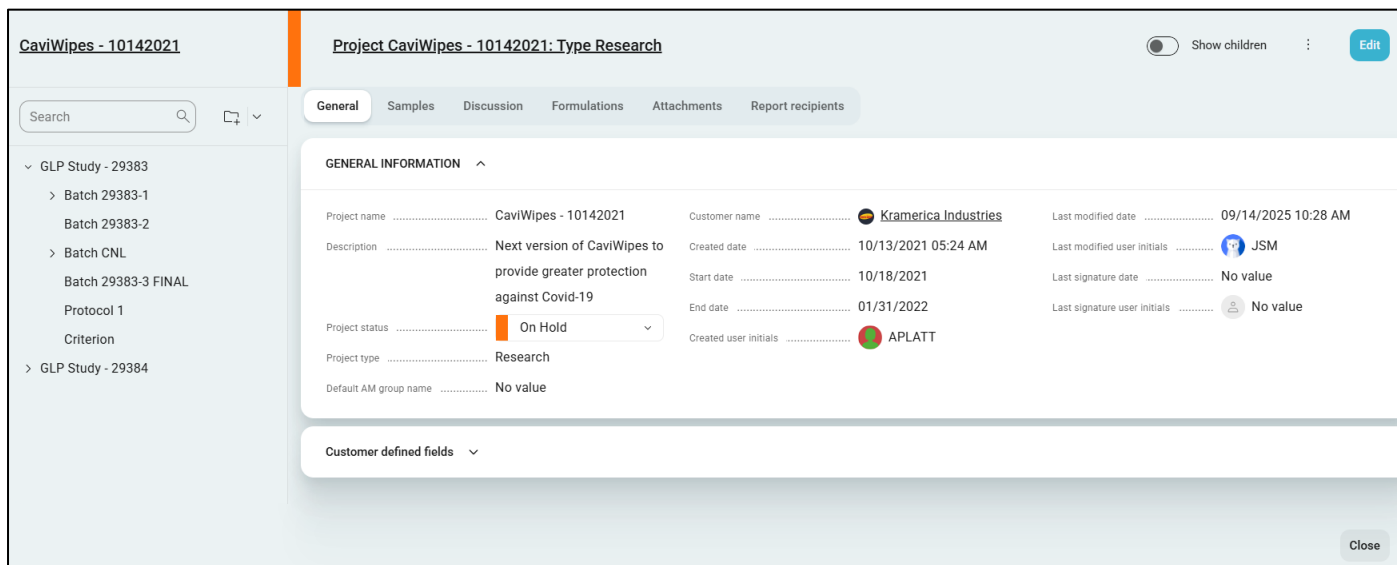 CaviWipes - 10142021
Project CaviWipes - 10142021: Type Research
Show children
Edit
Search
General Samples Discussion Formulations Attachments Report recipients
GLP Study - 29383
Batch 29383-1
Batch 29383-2
Batch CNL
Batch 29383-3 FINAL
Protocol 1
Criterion
GLP Study - 29384
GENERAL INFORMATION
Project name CaviWipes - 10142021
Description Next version of CaviWipes to
provide greater protection
against Covid-19
Project status On Hold
Project type Research
Default AM group name No value
Customer name Kramerica Industries
Created date 10/13/2021 05:24 AM
Start date 10/18/2021
End date 01/31/2022
Created user initials APLATT
Last modified date 09/14/2025 10:28 AM
Last modified user initials JSM
Last signature date No value
Last signature user initials No value
Customer defined fields
Close